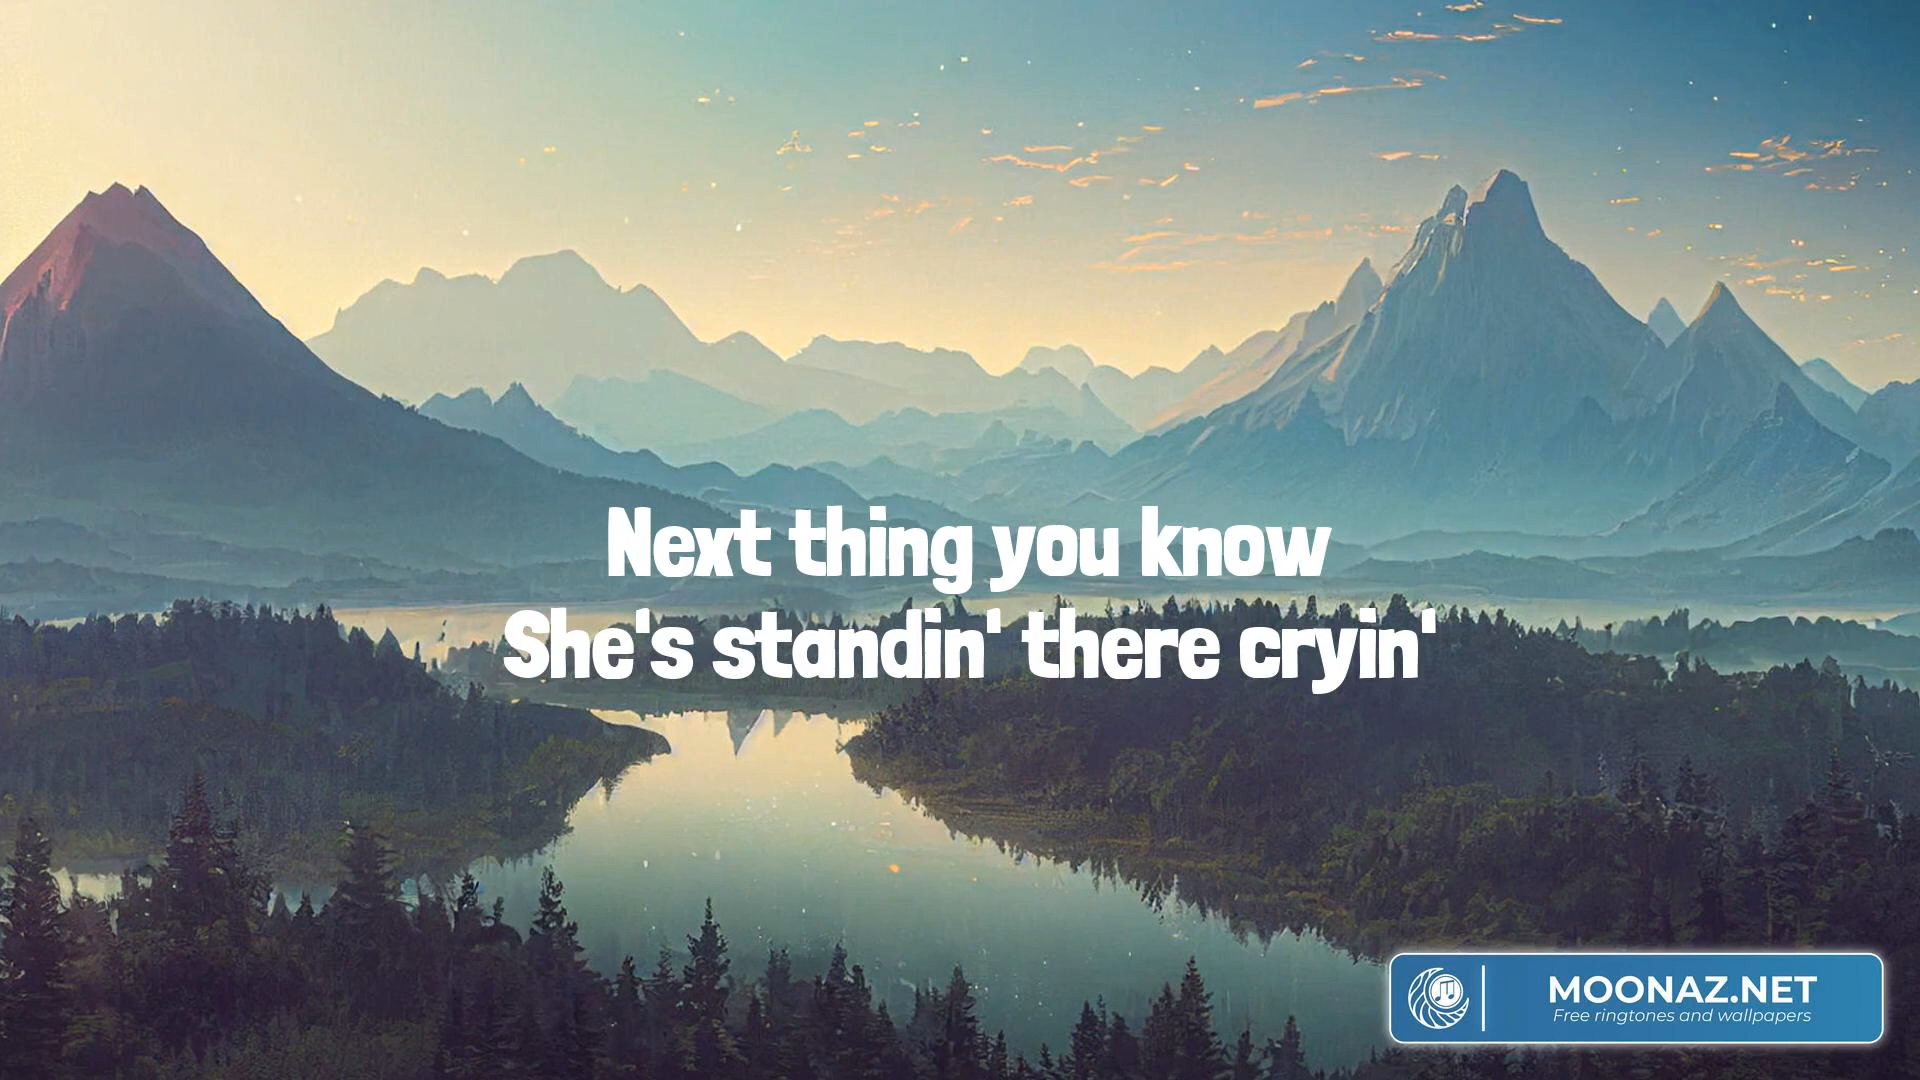 Next thing you know
She's standin' there cryin'
MOONAZ.NET
Free ringtones and wallpapers